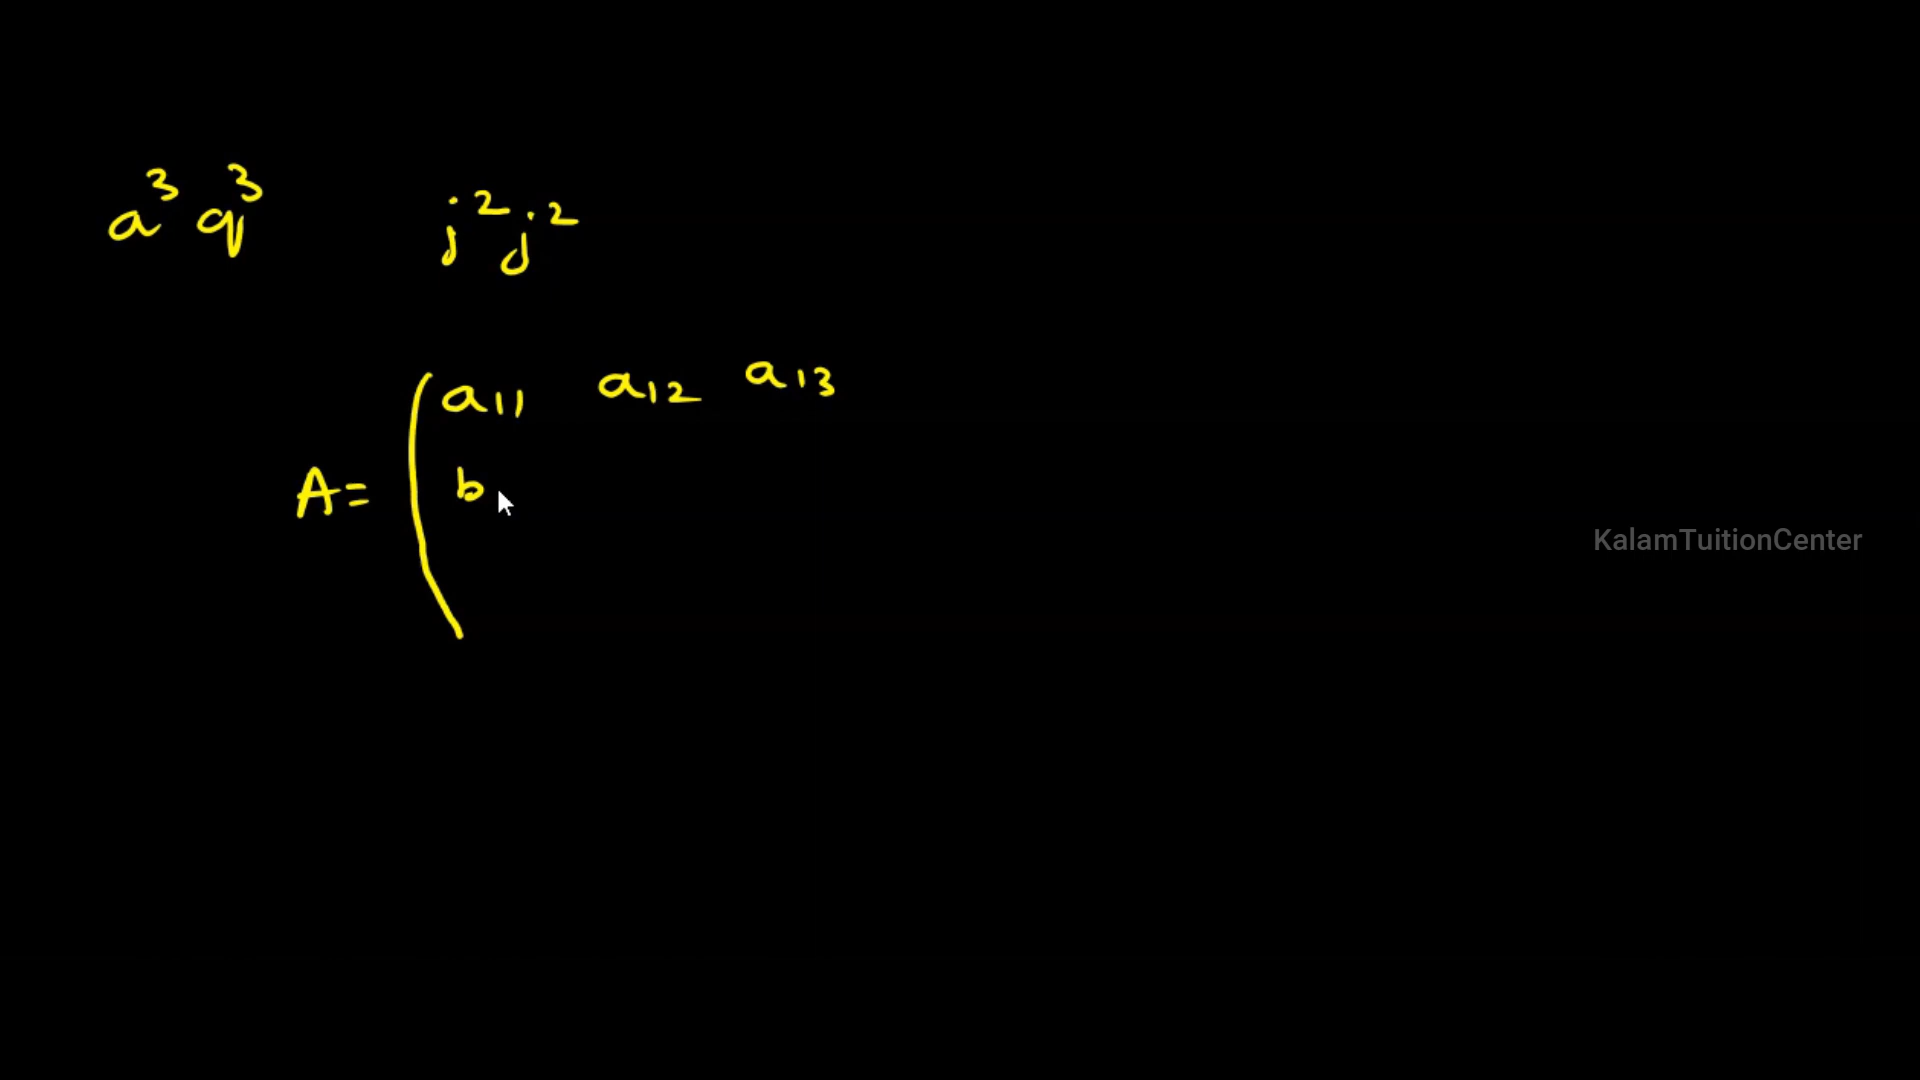 a³ q³ j² j²
a₁₁ a₁₂ a₁₃
A= ( b
KalamTuitionCenter